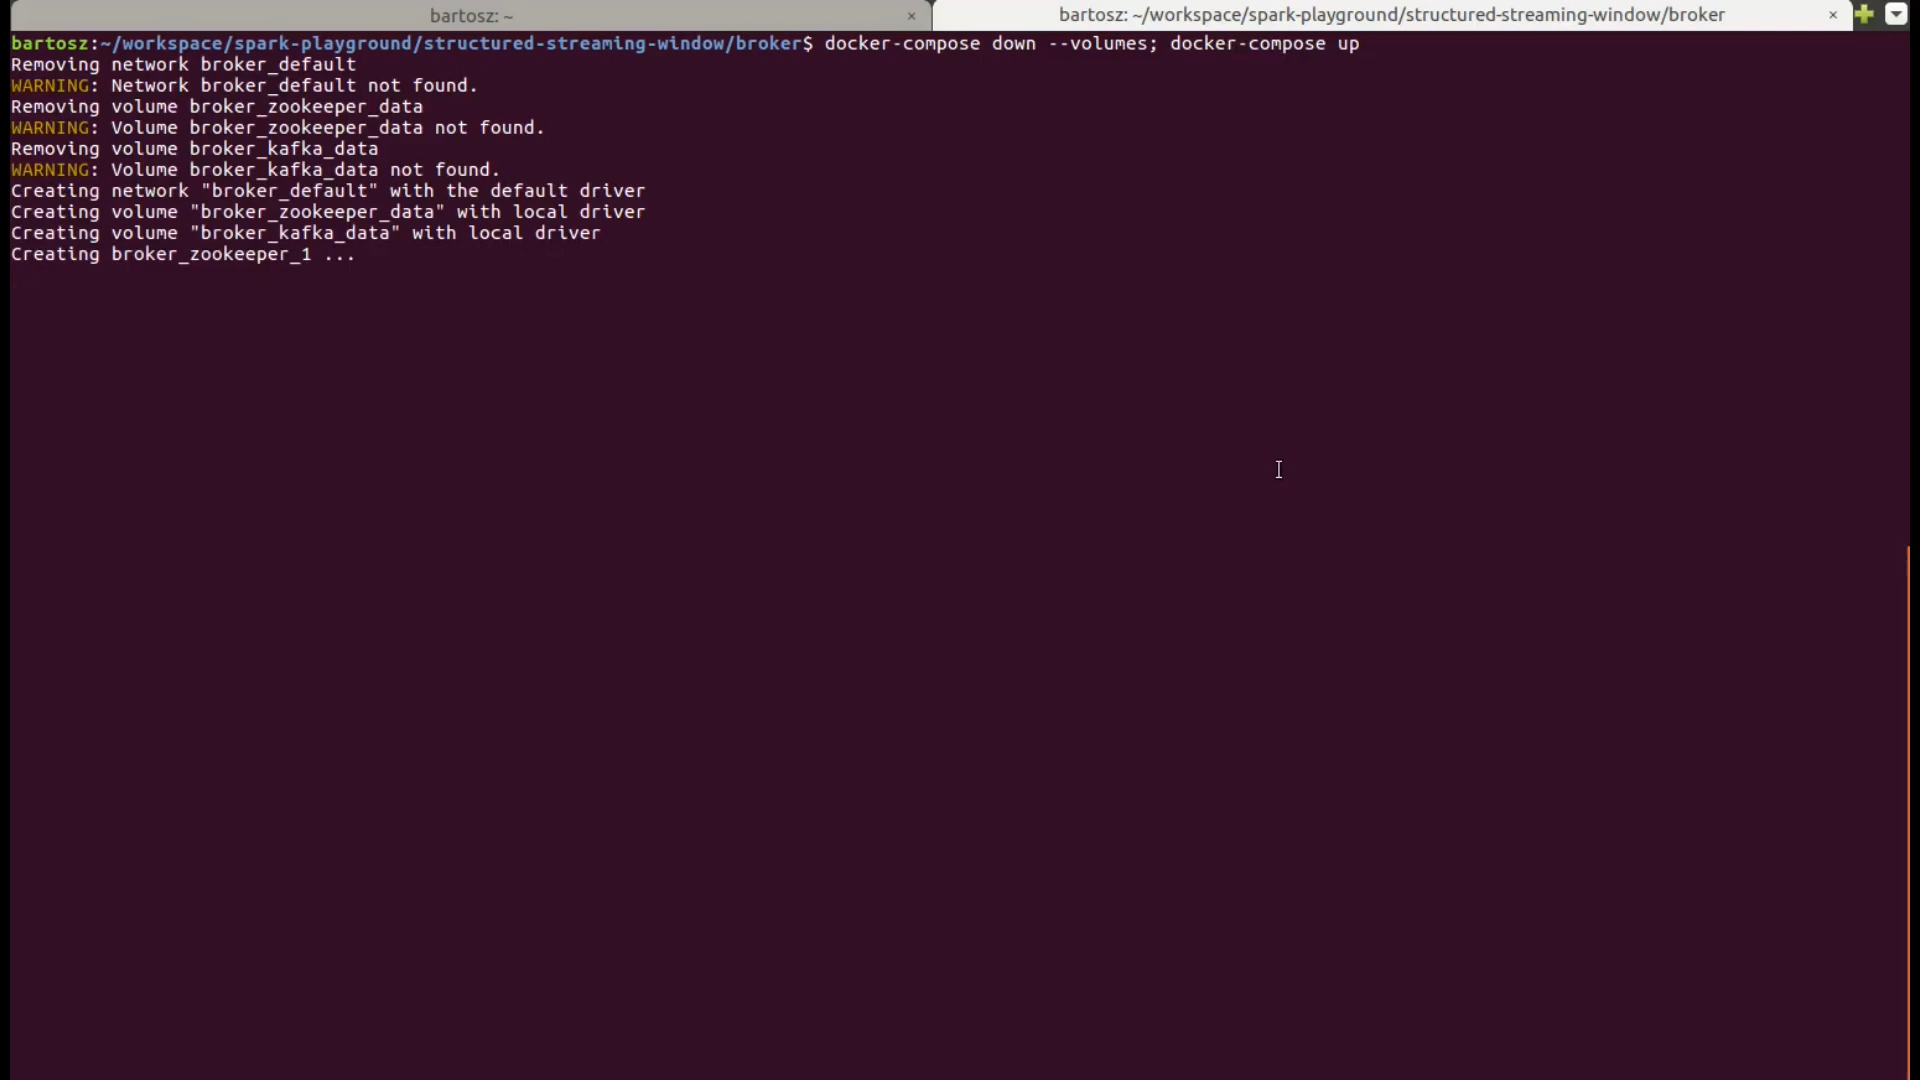 bartosz: ~ ×
bartosz: ~/workspace/spark-playground/structured-streaming-window/broker ×
bartosz:~/workspace/spark-playground/structured-streaming-window/broker$ docker-compose down --volumes; docker-compose up
Removing network broker_default
WARNING: Network broker_default not found.
Removing volume broker_zookeeper_data
WARNING: Volume broker_zookeeper_data not found.
Removing volume broker_kafka_data
WARNING: Volume broker_kafka_data not found.
Creating network "broker_default" with the default driver
Creating volume "broker_zookeeper_data" with local driver
Creating volume "broker_kafka_data" with local driver
Creating broker_zookeeper_1 ...